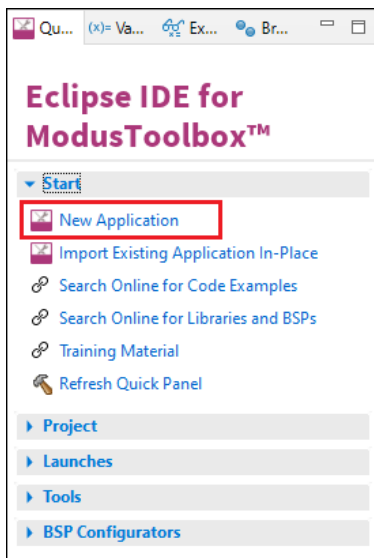 Qu... (x)= Va... Ex... Br...
Eclipse IDE for
ModusToolbox™
Start
New Application
Import Existing Application In-Place
Search Online for Code Examples
Search Online for Libraries and BSPs
Training Material
Refresh Quick Panel
Project
Launches
Tools
BSP Configurators